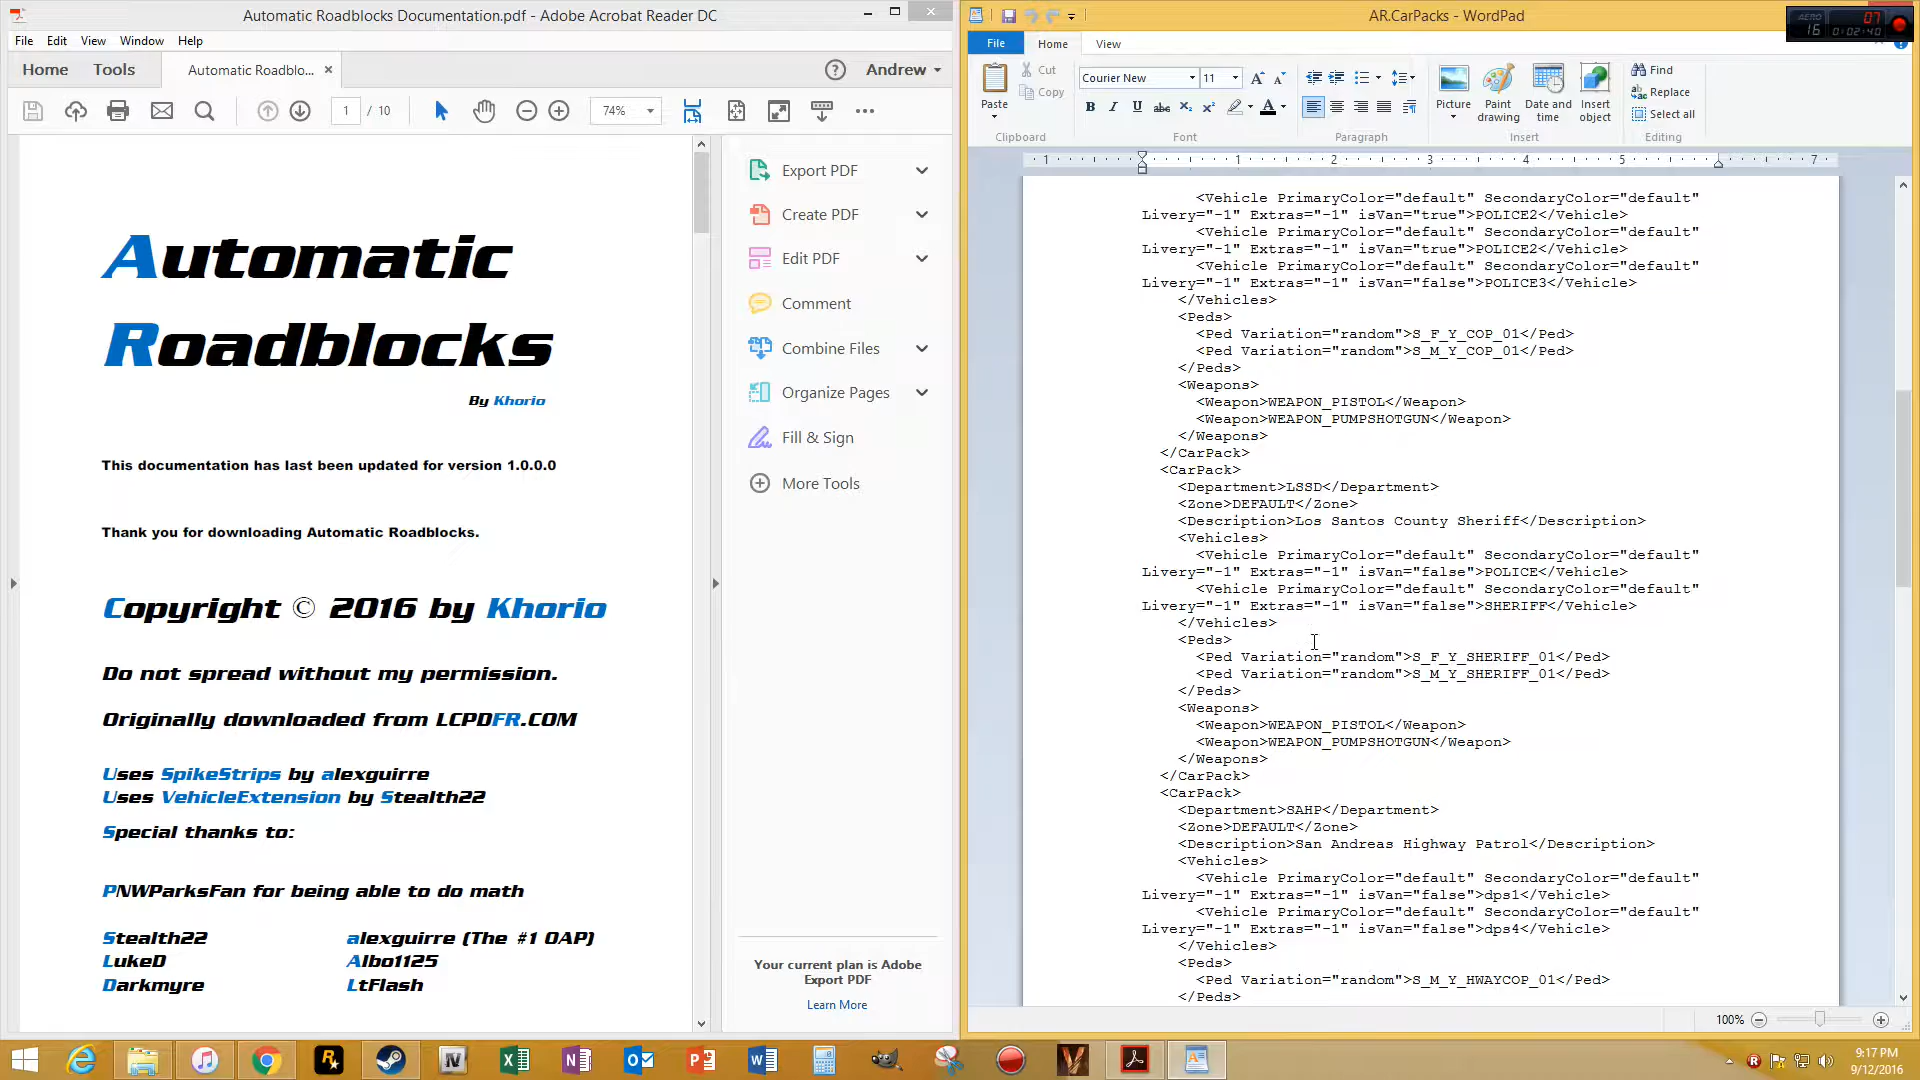 Automatic Roadblocks Documentation.pdf - Adobe Acrobat Reader DC
File Edit View Window Help
Home Tools Automatic Roadblo... × Andrew
1 / 10 74%
Automatic
Roadblocks
By Khorio
This documentation has last been updated for version 1.0.0.0
Thank you for downloading Automatic Roadblocks.
Copyright © 2016 by Khorio
Do not spread without my permission.
Originally downloaded from LCPDFR.COM
Uses SpikeStrips by alexguirre
Uses VehicleExtension by Stealth22
Special thanks to:
PNWParksFan for being able to do math
Stealth22 alexguirre (The #1 OAP)
LukeD Albo1125
Darkmyre LtFlash
Export PDF
Create PDF
Edit PDF
Comment
Combine Files
Organize Pages
Fill & Sign
More Tools
Your current plan is Adobe
Export PDF
Learn More
AR.CarPacks - WordPad
AERO 16 07 0:02:40
File Home View
Paste Cut Copy
Clipboard
Courier New 11
B I U abc X₂ X²
Font
Paragraph
Picture Paint drawing Date and time Insert object
Insert
Find
Replace
Select all
Editing
1 1 2 3 4 5 7
<Vehicle PrimaryColor="default" SecondaryColor="default"
Livery="-1" Extras="-1" isVan="true">POLICE2</Vehicle>
<Vehicle PrimaryColor="default" SecondaryColor="default"
Livery="-1" Extras="-1" isVan="true">POLICE2</Vehicle>
<Vehicle PrimaryColor="default" SecondaryColor="default"
Livery="-1" Extras="-1" isVan="false">POLICE3</Vehicle>
</Vehicles>
<Peds>
<Ped Variation="random">S_F_Y_COP_01</Ped>
<Ped Variation="random">S_M_Y_COP_01</Ped>
</Peds>
<Weapons>
<Weapon>WEAPON_PISTOL</Weapon>
<Weapon>WEAPON_PUMPSHOTGUN</Weapon>
</Weapons>
</CarPack>
<CarPack>
<Department>LSSD</Department>
<Zone>DEFAULT</Zone>
<Description>Los Santos County Sheriff</Description>
<Vehicles>
<Vehicle PrimaryColor="default" SecondaryColor="default"
Livery="-1" Extras="-1" isVan="false">POLICE</Vehicle>
<Vehicle PrimaryColor="default" SecondaryColor="default"
Livery="-1" Extras="-1" isVan="false">SHERIFF</Vehicle>
</Vehicles>
<Peds>
<Ped Variation="random">S_F_Y_SHERIFF_01</Ped>
<Ped Variation="random">S_M_Y_SHERIFF_01</Ped>
</Peds>
<Weapons>
<Weapon>WEAPON_PISTOL</Weapon>
<Weapon>WEAPON_PUMPSHOTGUN</Weapon>
</Weapons>
</CarPack>
<CarPack>
<Department>SAHP</Department>
<Zone>DEFAULT</Zone>
<Description>San Andreas Highway Patrol</Description>
<Vehicles>
<Vehicle PrimaryColor="default" SecondaryColor="default"
Livery="-1" Extras="-1" isVan="false">dps1</Vehicle>
<Vehicle PrimaryColor="default" SecondaryColor="default"
Livery="-1" Extras="-1" isVan="false">dps4</Vehicle>
</Vehicles>
<Peds>
<Ped Variation="random">S_M_Y_HWAYCOP_01</Ped>
</Peds>
100%
9:17 PM
9/12/2016